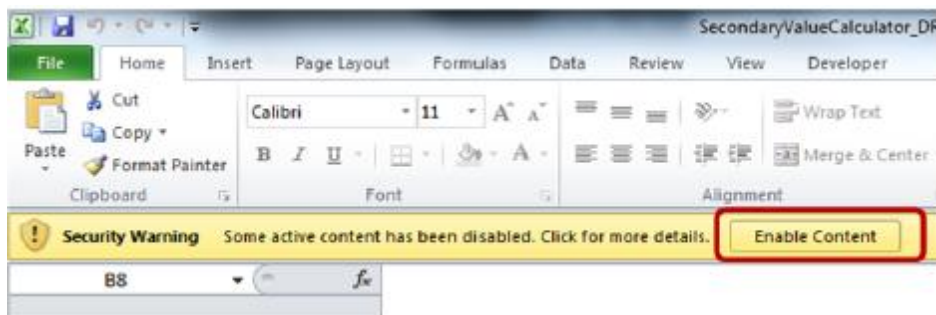 SecondaryValueCalculator_DR
File Home Insert Page Layout Formulas Data Review View Developer
Cut
Calibri 11 A A Wrap Text
Copy
Paste
Format Painter B I U A Merge & Center
Clipboard Font Alignment
Security Warning Some active content has been disabled. Click for more details. Enable Content
B8 fx